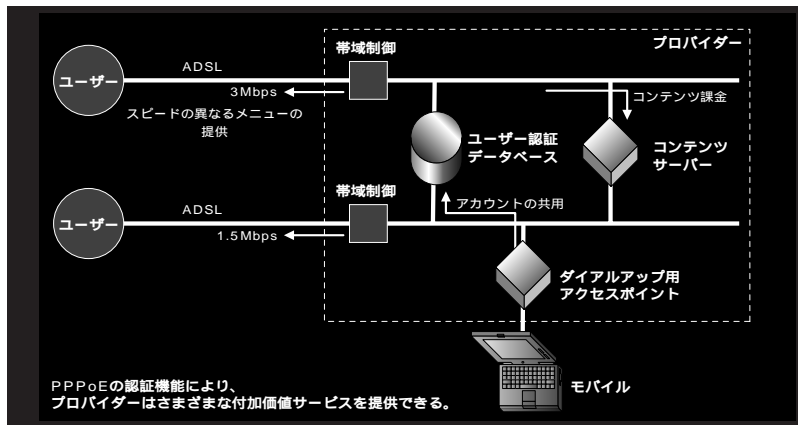 プロバイダー
帯域制御
ADSL
ユーザー
3Mbps
コンテンツ課金
スピードの異なるメニューの
提供
ユーザー認証
データベース
コンテンツ
サーバー
帯域制御
ADSL
アカウントの共用
ユーザー
1.5Mbps
ダイアルアップ用
アクセスポイント
モバイル
PPPoEの認証機能により、
プロバイダーはさまざまな付加価値サービスを提供できる。